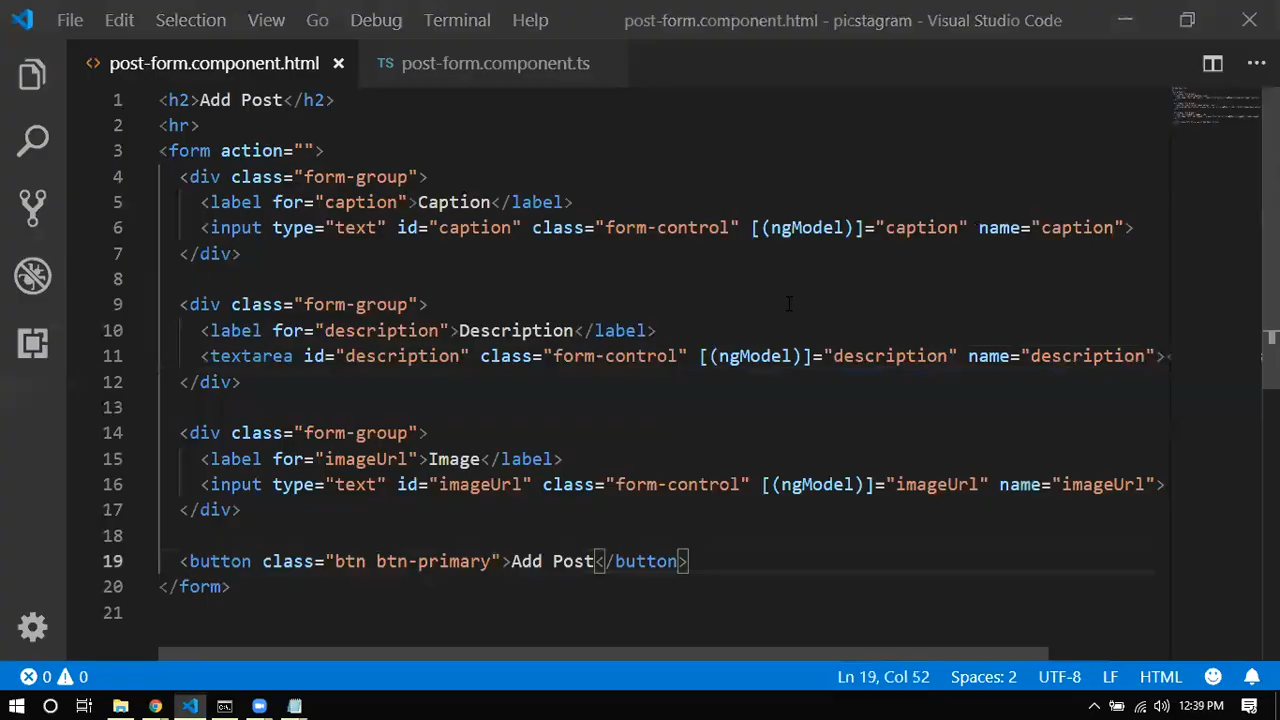 File Edit Selection View Go Debug Terminal Help post-form.component.html - picstagram - Visual Studio Code
post-form.component.html TS post-form.component.ts
1 <h2>Add Post</h2>
2 <hr>
3 <form action="">
4 <div class="form-group">
5 <label for="caption">Caption</label>
6 <input type="text" id="caption" class="form-control" [(ngModel)]="caption" name="caption">
7 </div>
8
9 <div class="form-group">
10 <label for="description">Description</label>
11 <textarea id="description" class="form-control" [(ngModel)]="description" name="description"><
12 </div>
13
14 <div class="form-group">
15 <label for="imageUrl">Image</label>
16 <input type="text" id="imageUrl" class="form-control" [(ngModel)]="imageUrl" name="imageUrl">
17 </div>
18
19 <button class="btn btn-primary">Add Post</button>
20 </form>
21
0 0 Ln 19, Col 52 Spaces: 2 UTF-8 LF HTML
12:39 PM